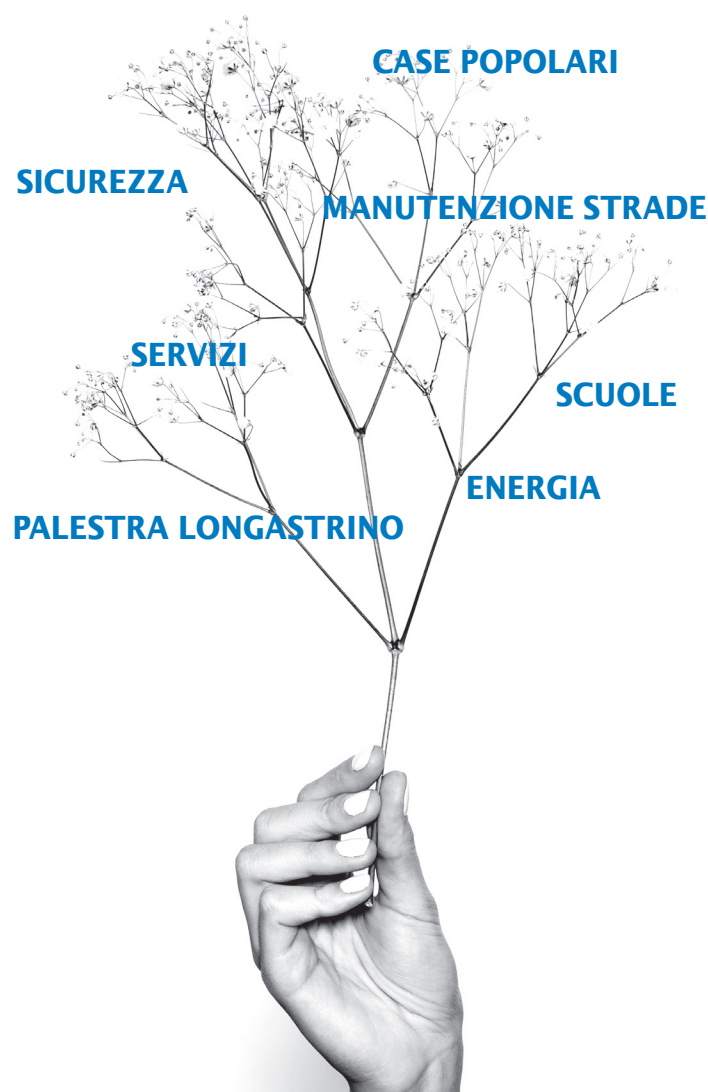 CASE POPOLARI
SICUREZZA
MANUTENZIONE STRADE
SERVIZI
SCUOLE
ENERGIA
PALESTRA LONGASTRINO